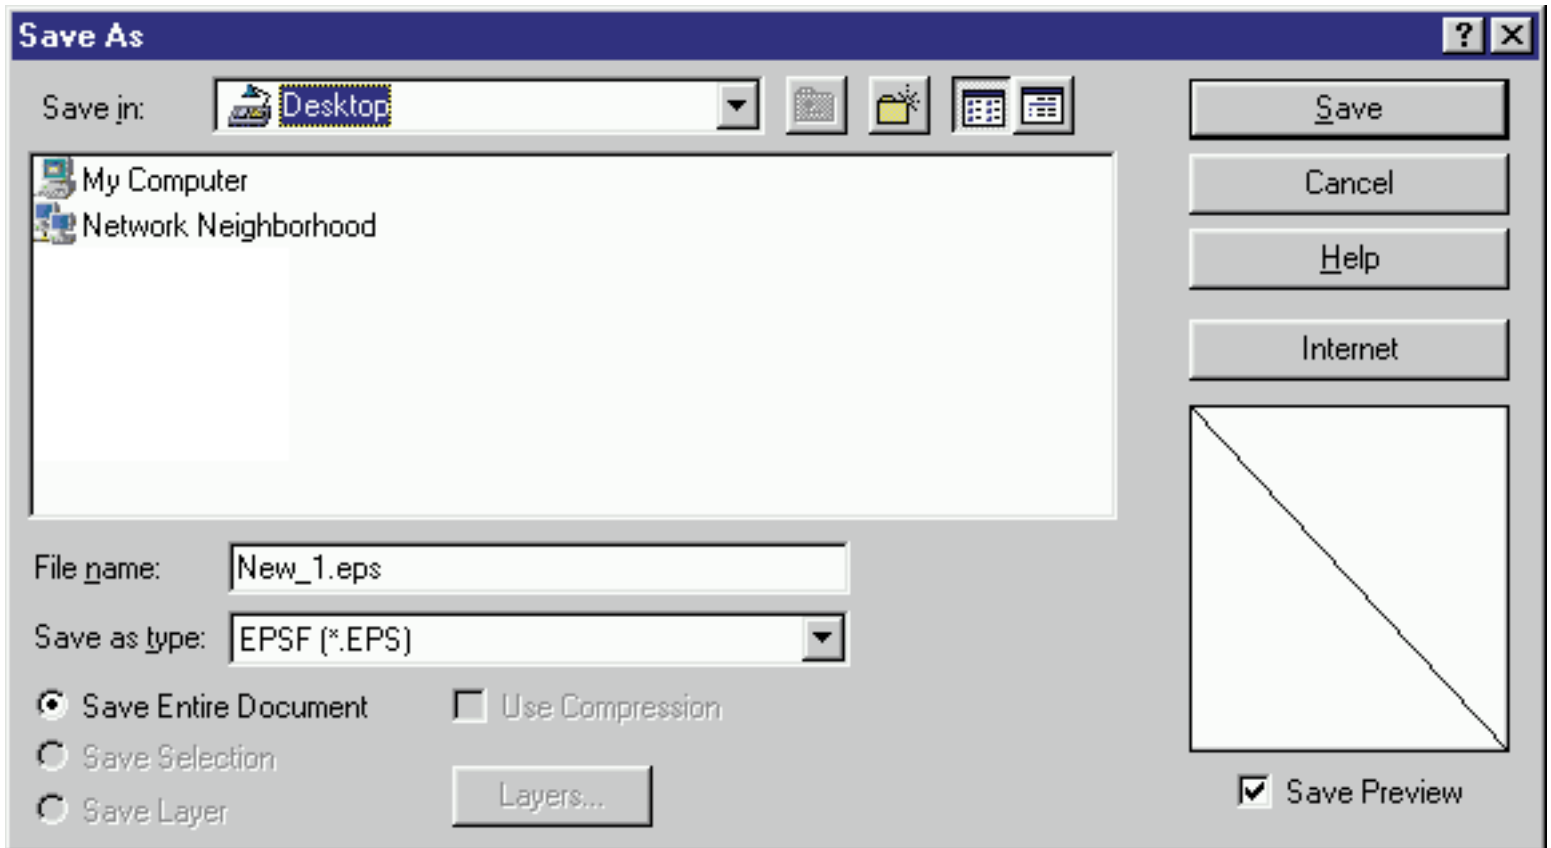 Save As
Save in: Desktop
Save
My Computer
Cancel
Network Neighborhood
Help
Internet
File name: New_1.eps
Save as type: EPSF (*.EPS)
Save Entire Document Use Compression
Save Selection
Layers...
Save Layer
Save Preview